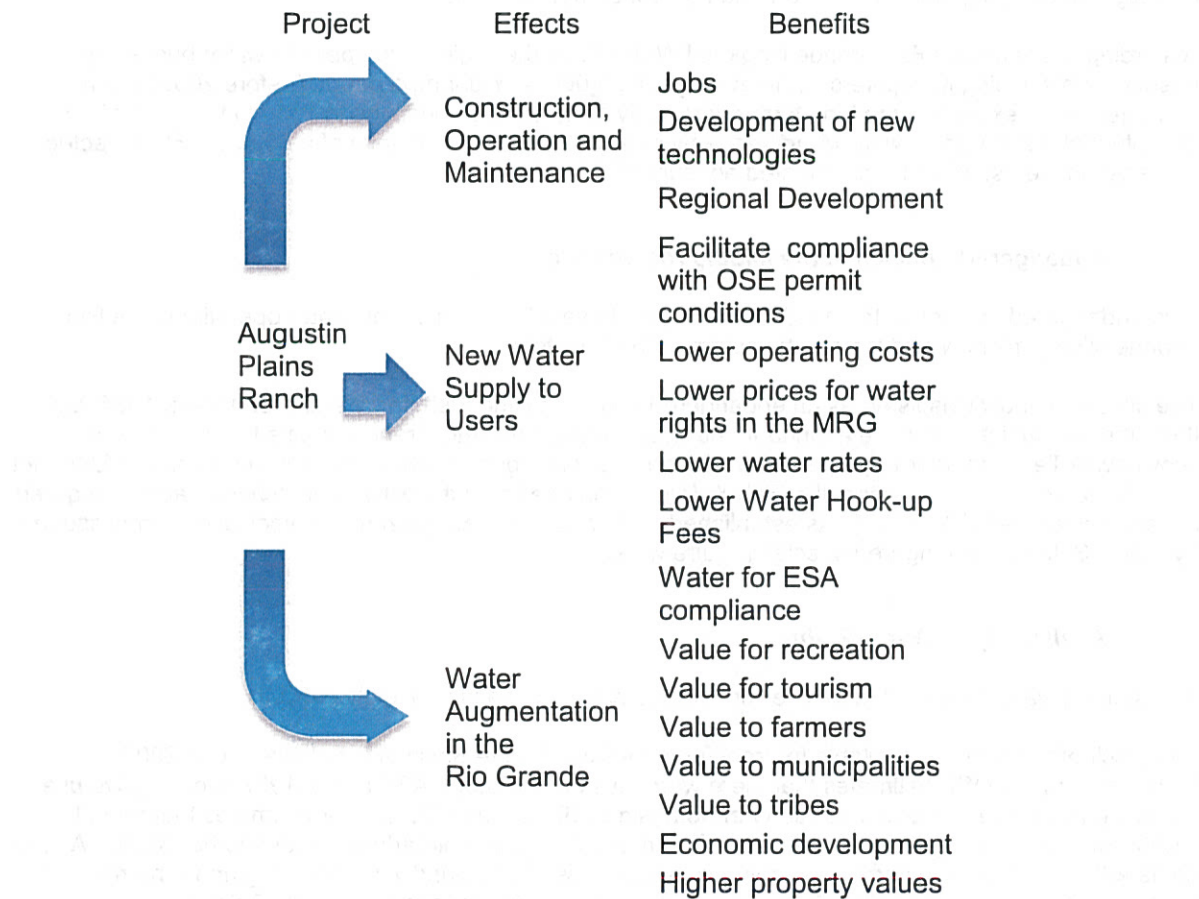 Project Effects Benefits
Jobs
Construction,
Operation and
Maintenance
Development of new
technologies
Regional Development
Facilitate compliance
with OSE permit
conditions
Augustin
Plains
Ranch
New Water
Supply to
Users
Lower operating costs
Lower prices for water
rights in the MRG
Lower water rates
Lower Water Hook-up
Fees
Water for ESA
compliance
Value for recreation
Water
Augmentation
in the
Rio Grande
Value for tourism
Value to farmers
Value to municipalities
Value to tribes
Economic development
Higher property values